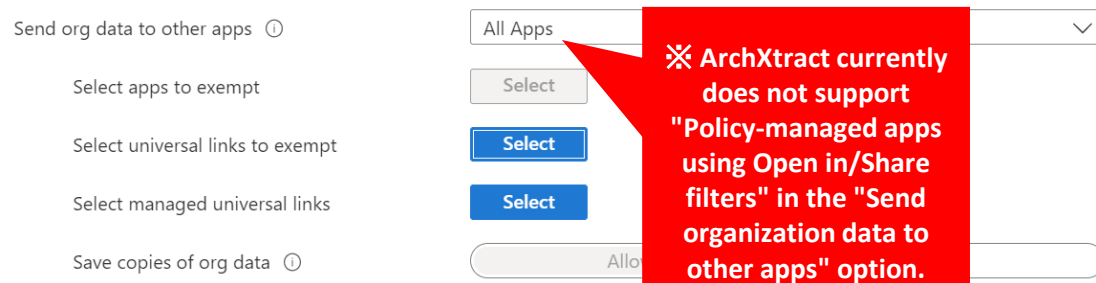 Send org data to other apps ⓘ
All Apps
Select apps to exempt
Select
Select universal links to exempt
Select
Select managed universal links
Select
Save copies of org data ⓘ
※ ArchXtract currently
does not support
"Policy-managed apps
using Open in/Share
filters" in the "Send
organization data to
other apps" option.